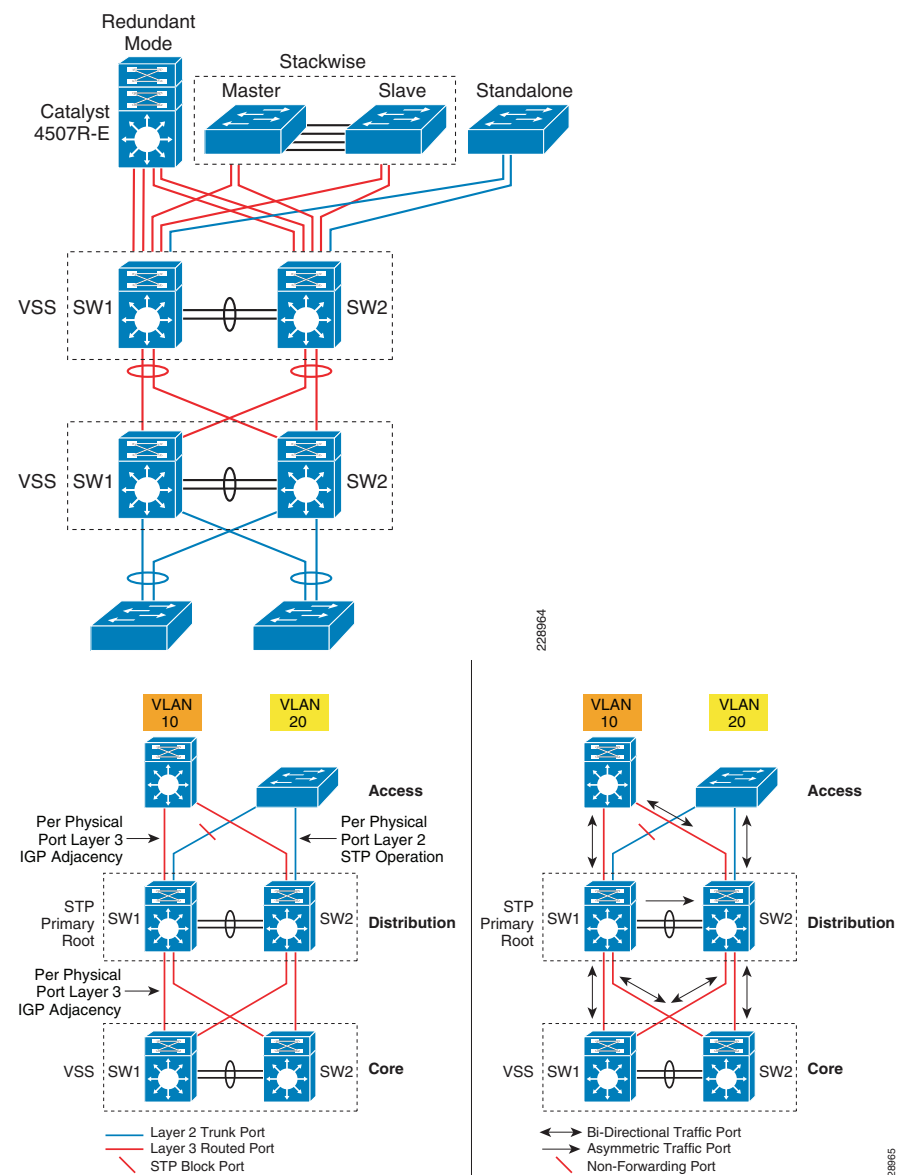 Redundant
Mode
Stackwise
Master
Slave
Standalone
Catalyst
4507R-E
VSS
SW1
SW2
VSS
SW1
SW2
228964
VLAN
10
VLAN
20
Access
Per Physical
Port Layer 3
IGP Adjacency
Per Physical
Port Layer 2
STP Operation
STP
Primary
Root
SW1
SW2
Distribution
Per Physical
Port Layer 3
IGP Adjacency
VSS
SW1
SW2
Core
Layer 2 Trunk Port
Layer 3 Routed Port
STP Block Port
VLAN
10
VLAN
20
Access
STP
Primary
Root
SW1
SW2
Distribution
VSS
SW1
SW2
Core
Bi-Directional Traffic Port
Asymmetric Traffic Port
Non-Forwarding Port